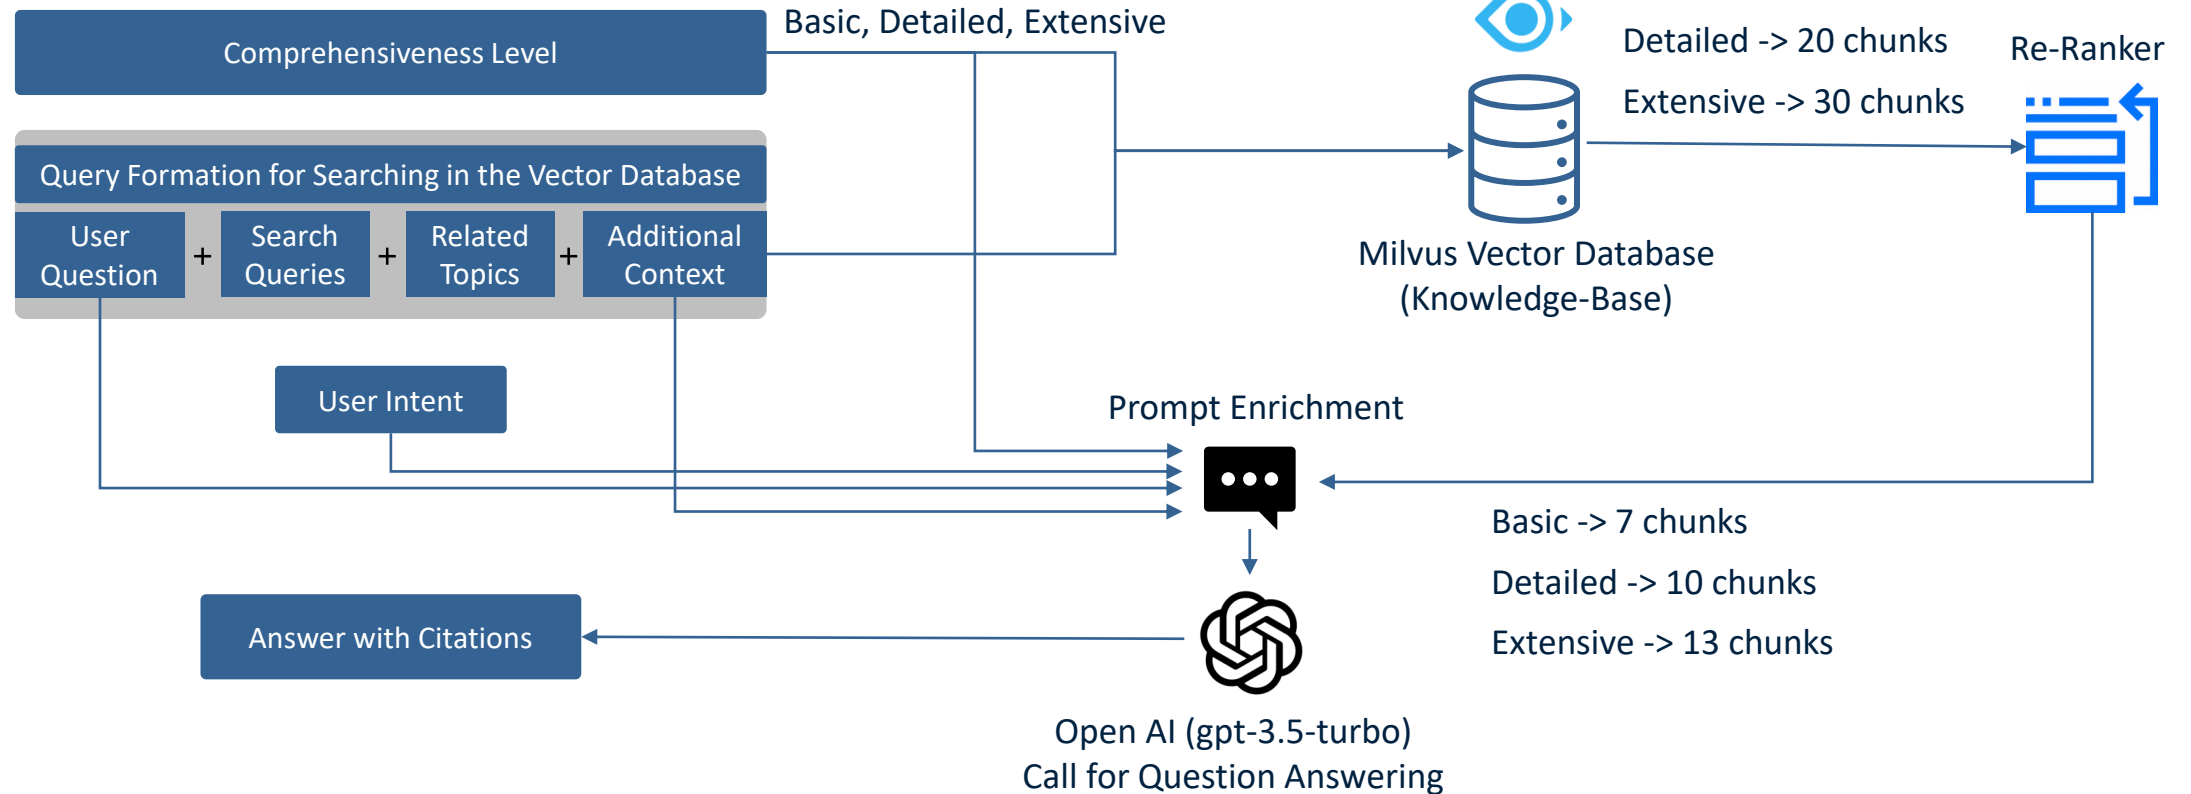 Comprehensiveness Level
Basic, Detailed, Extensive
Detailed -> 20 chunks
Extensive -> 30 chunks
Re-Ranker
Query Formation for Searching in the Vector Database
User
Question
+
Search
Queries
+
Related
Topics
+
Additional
Context
Milvus Vector Database
(Knowledge-Base)
User Intent
Prompt Enrichment
Basic -> 7 chunks
Detailed -> 10 chunks
Extensive -> 13 chunks
Answer with Citations
Open AI (gpt-3.5-turbo)
Call for Question Answering